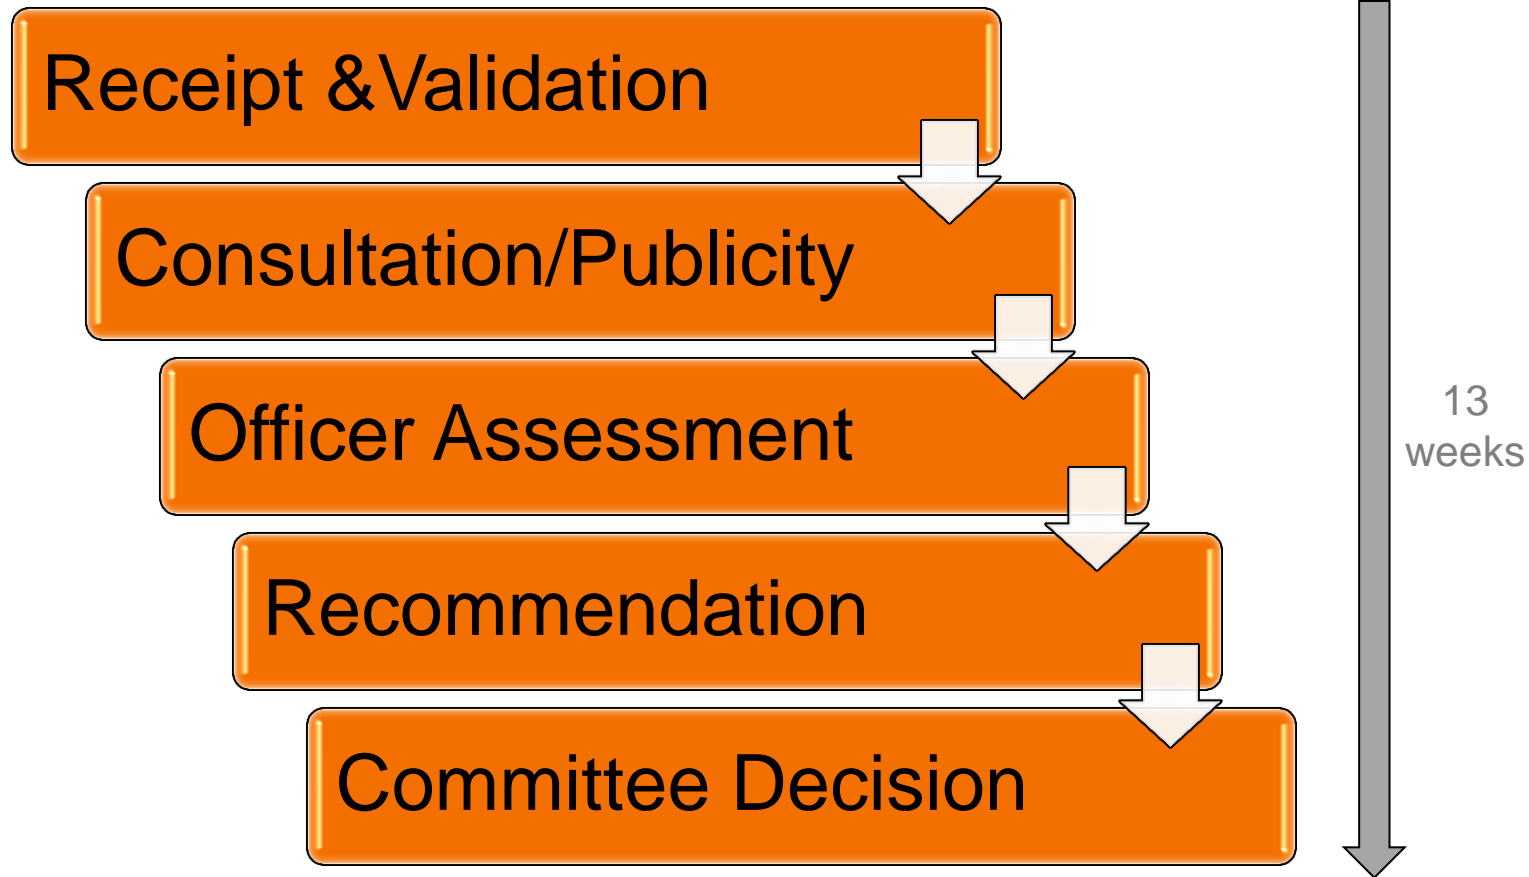 Receipt &Validation
Consultation/Publicity
Officer Assessment
Recommendation
Committee Decision
13
weeks